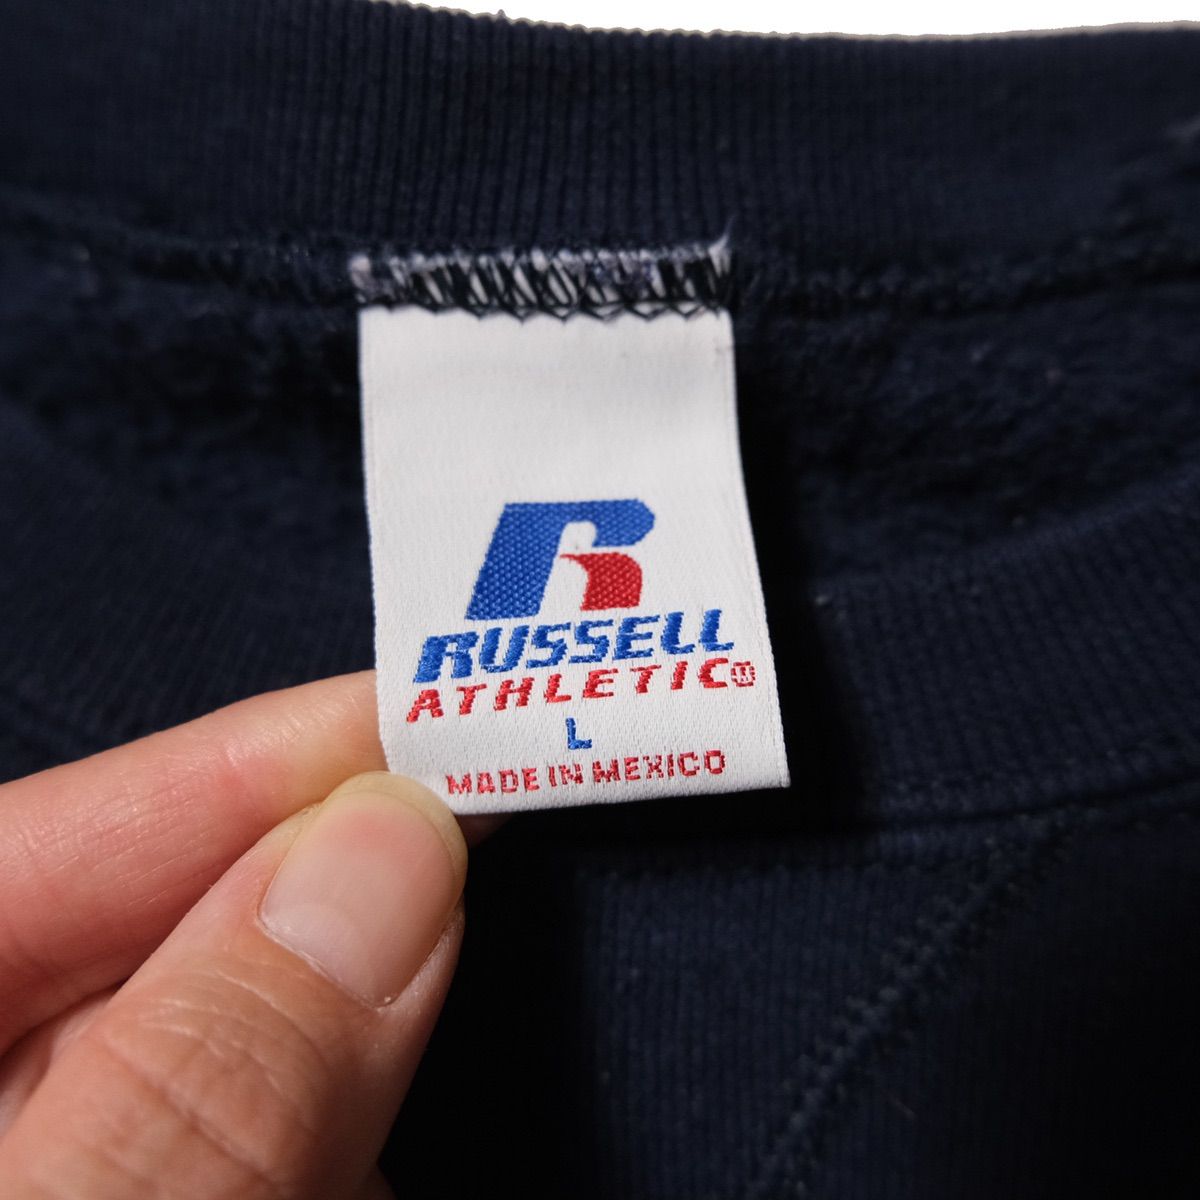 R
RUSSELL
ATHLETIC®
L
MADE IN MEXICO